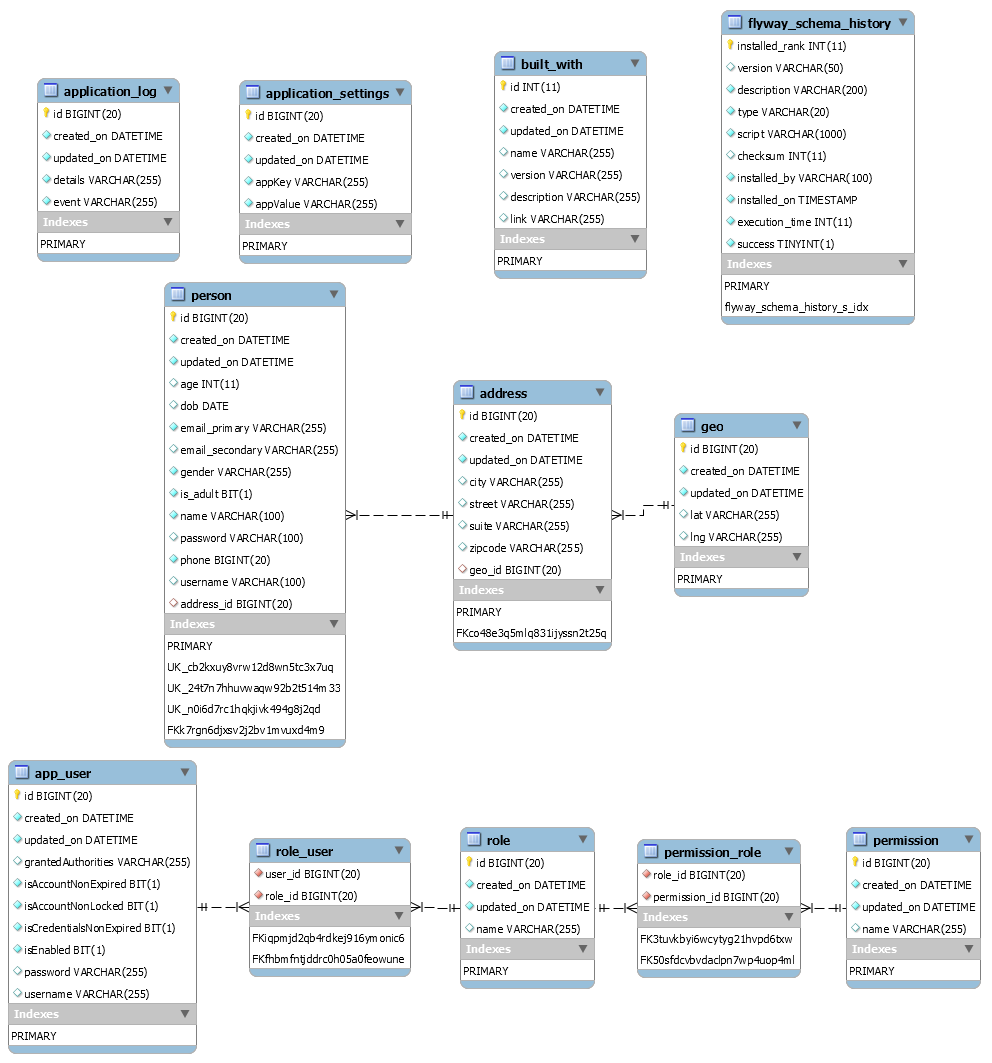 application_log
id BIGINT(20)
created_on DATETIME
updated_on DATETIME
details VARCHAR(255)
event VARCHAR(255)
Indexes
PRIMARY
application_settings
id BIGINT(20)
created_on DATETIME
updated_on DATETIME
appKey VARCHAR(255)
appValue VARCHAR(255)
Indexes
PRIMARY
built_with
id INT(11)
created_on DATETIME
updated_on DATETIME
name VARCHAR(255)
version VARCHAR(255)
description VARCHAR(255)
link VARCHAR(255)
Indexes
PRIMARY
flyway_schema_history
installed_rank INT(11)
version VARCHAR(50)
description VARCHAR(200)
type VARCHAR(20)
script VARCHAR(1000)
checksum INT(11)
installed_by VARCHAR(100)
installed_on TIMESTAMP
execution_time INT(11)
success TINYINT(1)
Indexes
PRIMARY
flyway_schema_history_s_idx
person
id BIGINT(20)
created_on DATETIME
updated_on DATETIME
age INT(11)
dob DATE
email_primary VARCHAR(255)
email_secondary VARCHAR(255)
gender VARCHAR(255)
is_adult BIT(1)
name VARCHAR(100)
password VARCHAR(100)
phone BIGINT(20)
username VARCHAR(100)
address_id BIGINT(20)
Indexes
PRIMARY
UK_cb2kxuy8vrw12d8wn5tc3x7uq
UK_24t7n7hhuvwaqw92b2t514m33
UK_n0i6d7rc1hqkjivk494g8j2qd
FKk7rgn6djxsv2j2bv1mvuxd4m9
address
id BIGINT(20)
created_on DATETIME
updated_on DATETIME
city VARCHAR(255)
street VARCHAR(255)
suite VARCHAR(255)
zipcode VARCHAR(255)
geo_id BIGINT(20)
Indexes
PRIMARY
FKco48e3q5mlq831ijyssn2t25q
geo
id BIGINT(20)
created_on DATETIME
updated_on DATETIME
lat VARCHAR(255)
lng VARCHAR(255)
Indexes
PRIMARY
app_user
id BIGINT(20)
created_on DATETIME
updated_on DATETIME
grantedAuthorities VARCHAR(255)
isAccountNonExpired BIT(1)
isAccountNonLocked BIT(1)
isCredentialsNonExpired BIT(1)
isEnabled BIT(1)
password VARCHAR(255)
username VARCHAR(255)
Indexes
PRIMARY
role_user
user_id BIGINT(20)
role_id BIGINT(20)
Indexes
FKiqpmjd2qb4rdkej916ymonic6
FKfhbmfntjddrc0h05a0feowune
role
id BIGINT(20)
created_on DATETIME
updated_on DATETIME
name VARCHAR(255)
Indexes
PRIMARY
permission_role
role_id BIGINT(20)
permission_id BIGINT(20)
Indexes
FK3tuvkbyi6wcytyg21hvpd6txw
FK50sfdcvbvdaclpn7wp4uop4ml
permission
id BIGINT(20)
created_on DATETIME
updated_on DATETIME
name VARCHAR(255)
Indexes
PRIMARY